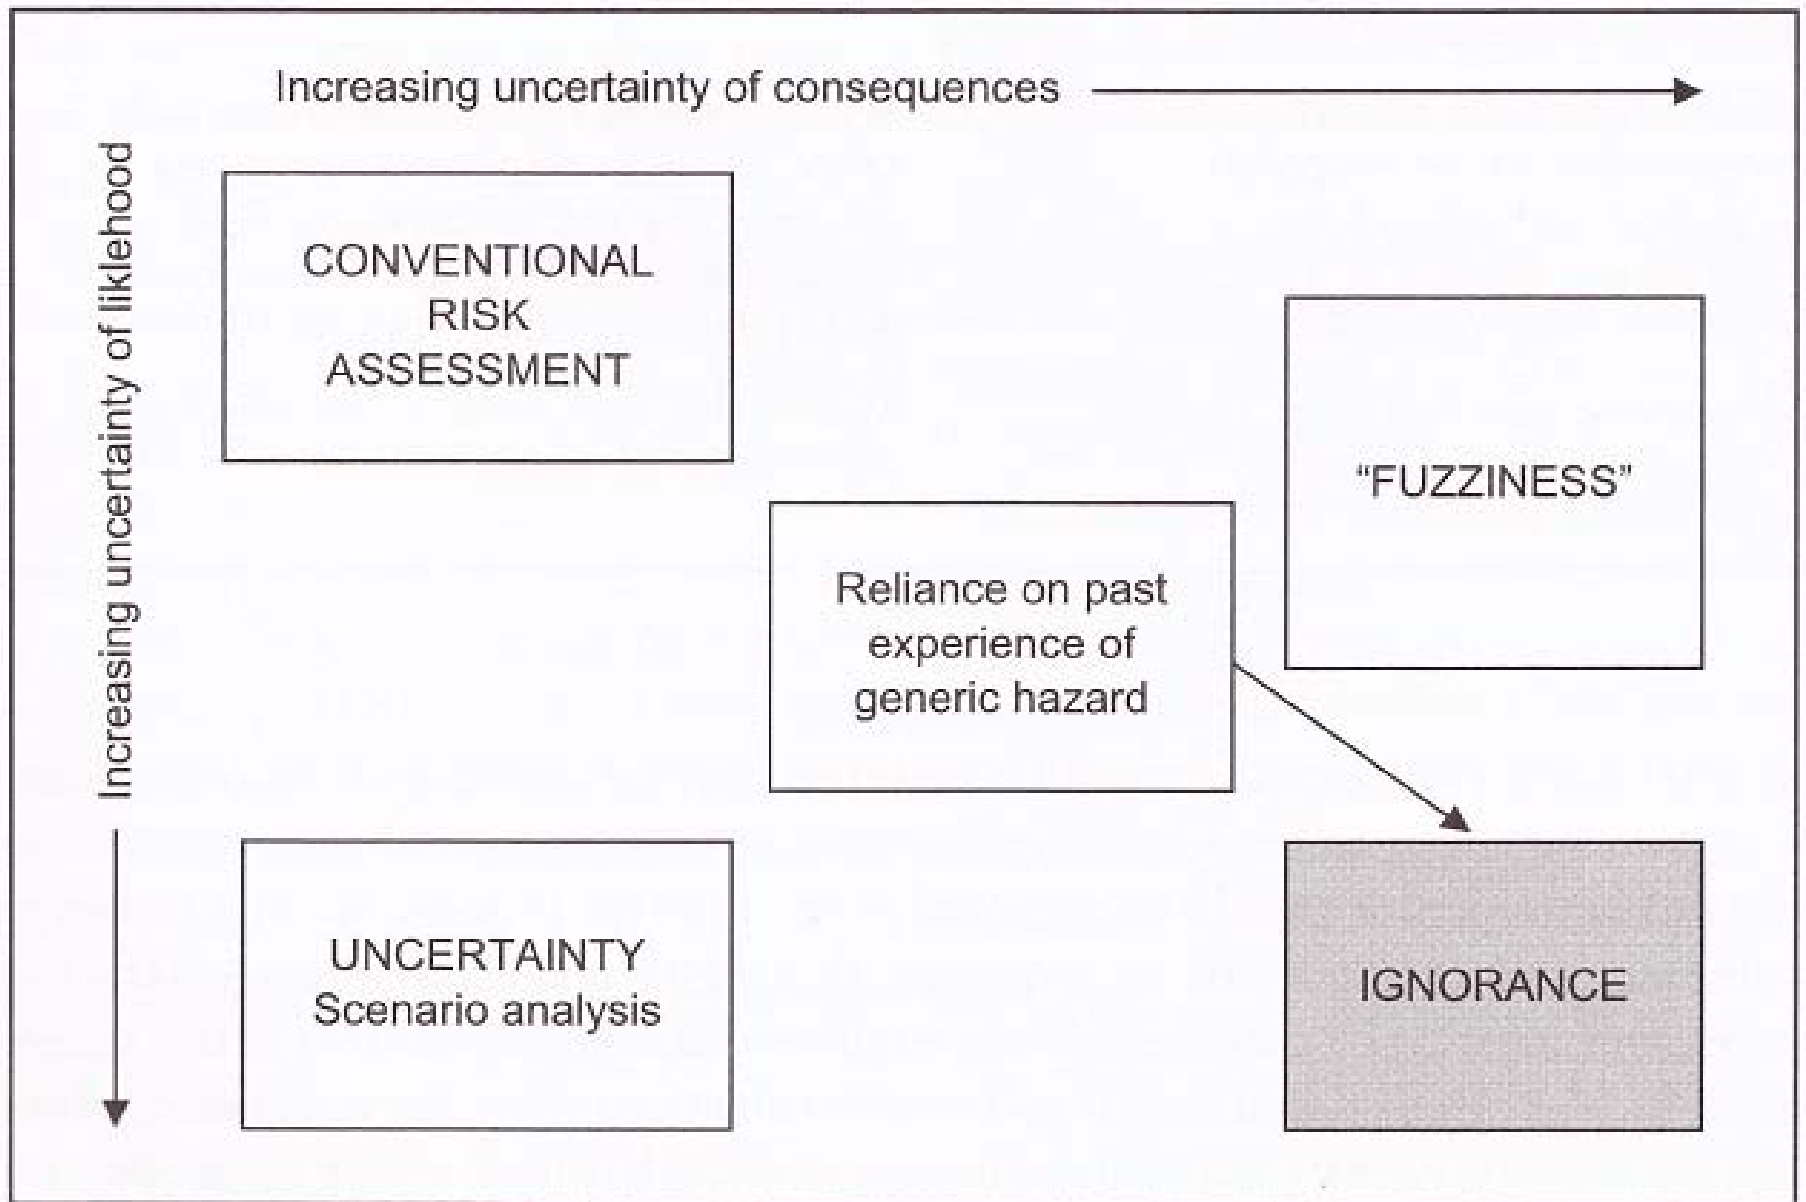 Increasing uncertainty of consequences
Increasing uncertainty of liklehood
CONVENTIONAL
RISK
ASSESSMENT
“FUZZINESS”
Reliance on past
experience of
generic hazard
UNCERTAINTY
Scenario analysis
IGNORANCE